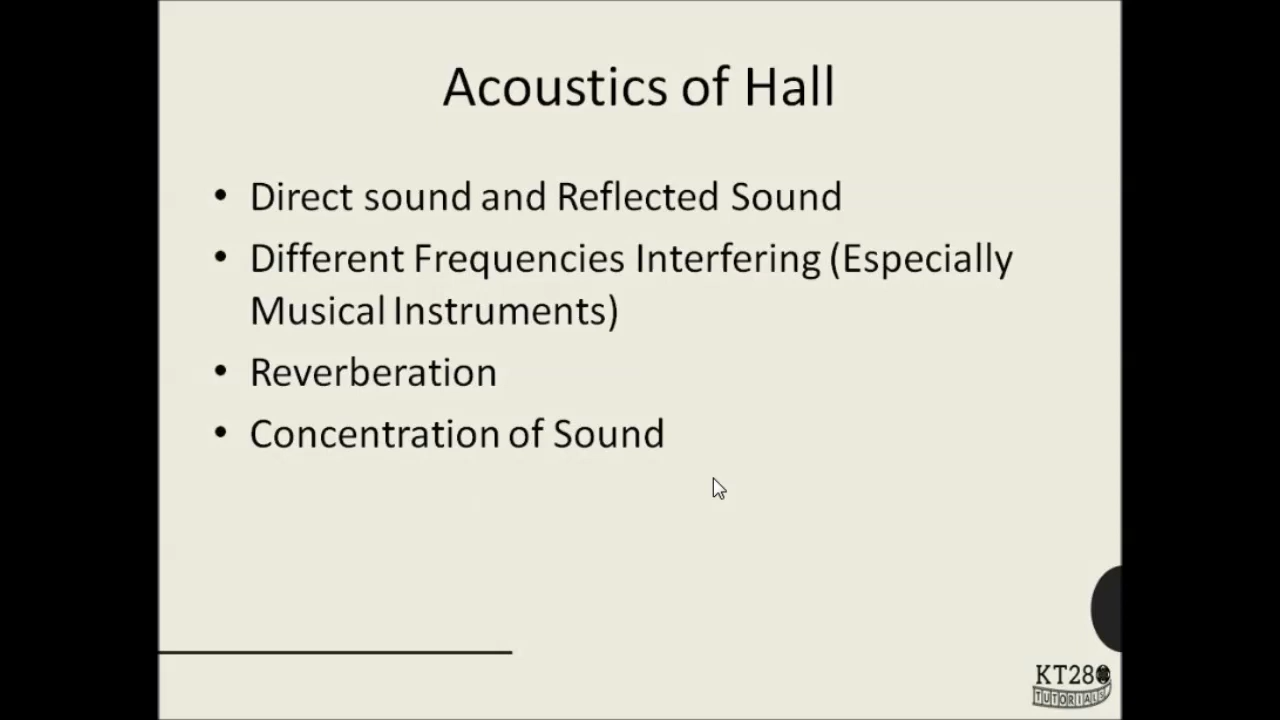 Acoustics of Hall
• Direct sound and Reflected Sound
• Different Frequencies Interfering (Especially
Musical Instruments)
• Reverberation
• Concentration of Sound
KT280
TUTORIALS